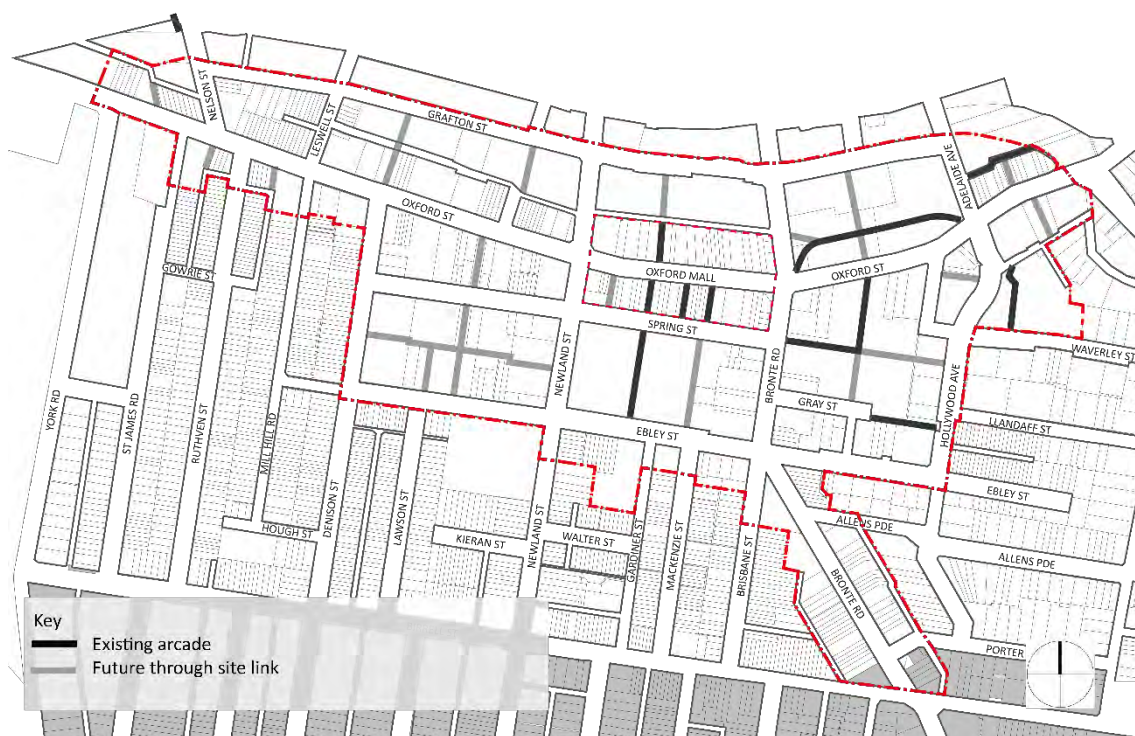 NELSON ST
LESWELL ST
GRAFTON ST
ADELAIDE AVE
OXFORD ST
OXFORD MALL
OXFORD ST
GOWRIE ST
SPRING ST
NEWLAND ST
BRONTE RD
WAVERLEY ST
HOLLYWOOD AVE
YORK RD
ST JAMES RD
RUTHVEN ST
MILL HILL RD
GRAY ST
LLANDAFF ST
EBLEY ST
EBLEY ST
DENISON ST
LAWSON ST
HOUGH ST
KIERAN ST
NEWLAND ST
WALTER ST
GARDINER ST
MACKENZIE ST
BRISBANE ST
ALLENS PDE
ALLENS PDE
BRONTE RD
PORTER
Key
Existing arcade
Future through site link